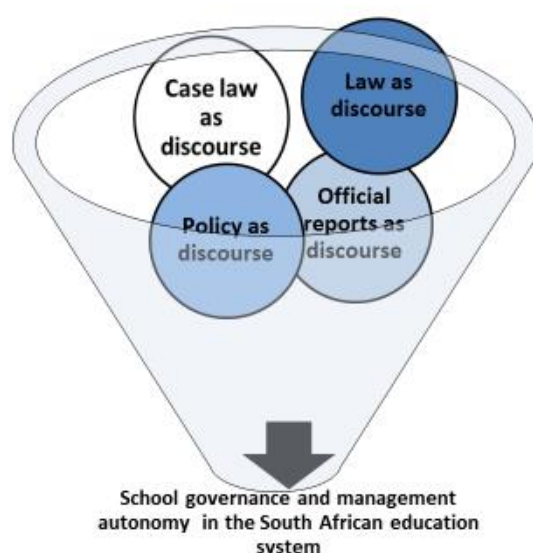 Case law
as
discourse
Law as
discourse
Policy as
discourse
Official
reports as
discourse
School governance and management
autonomy in the South African education
system